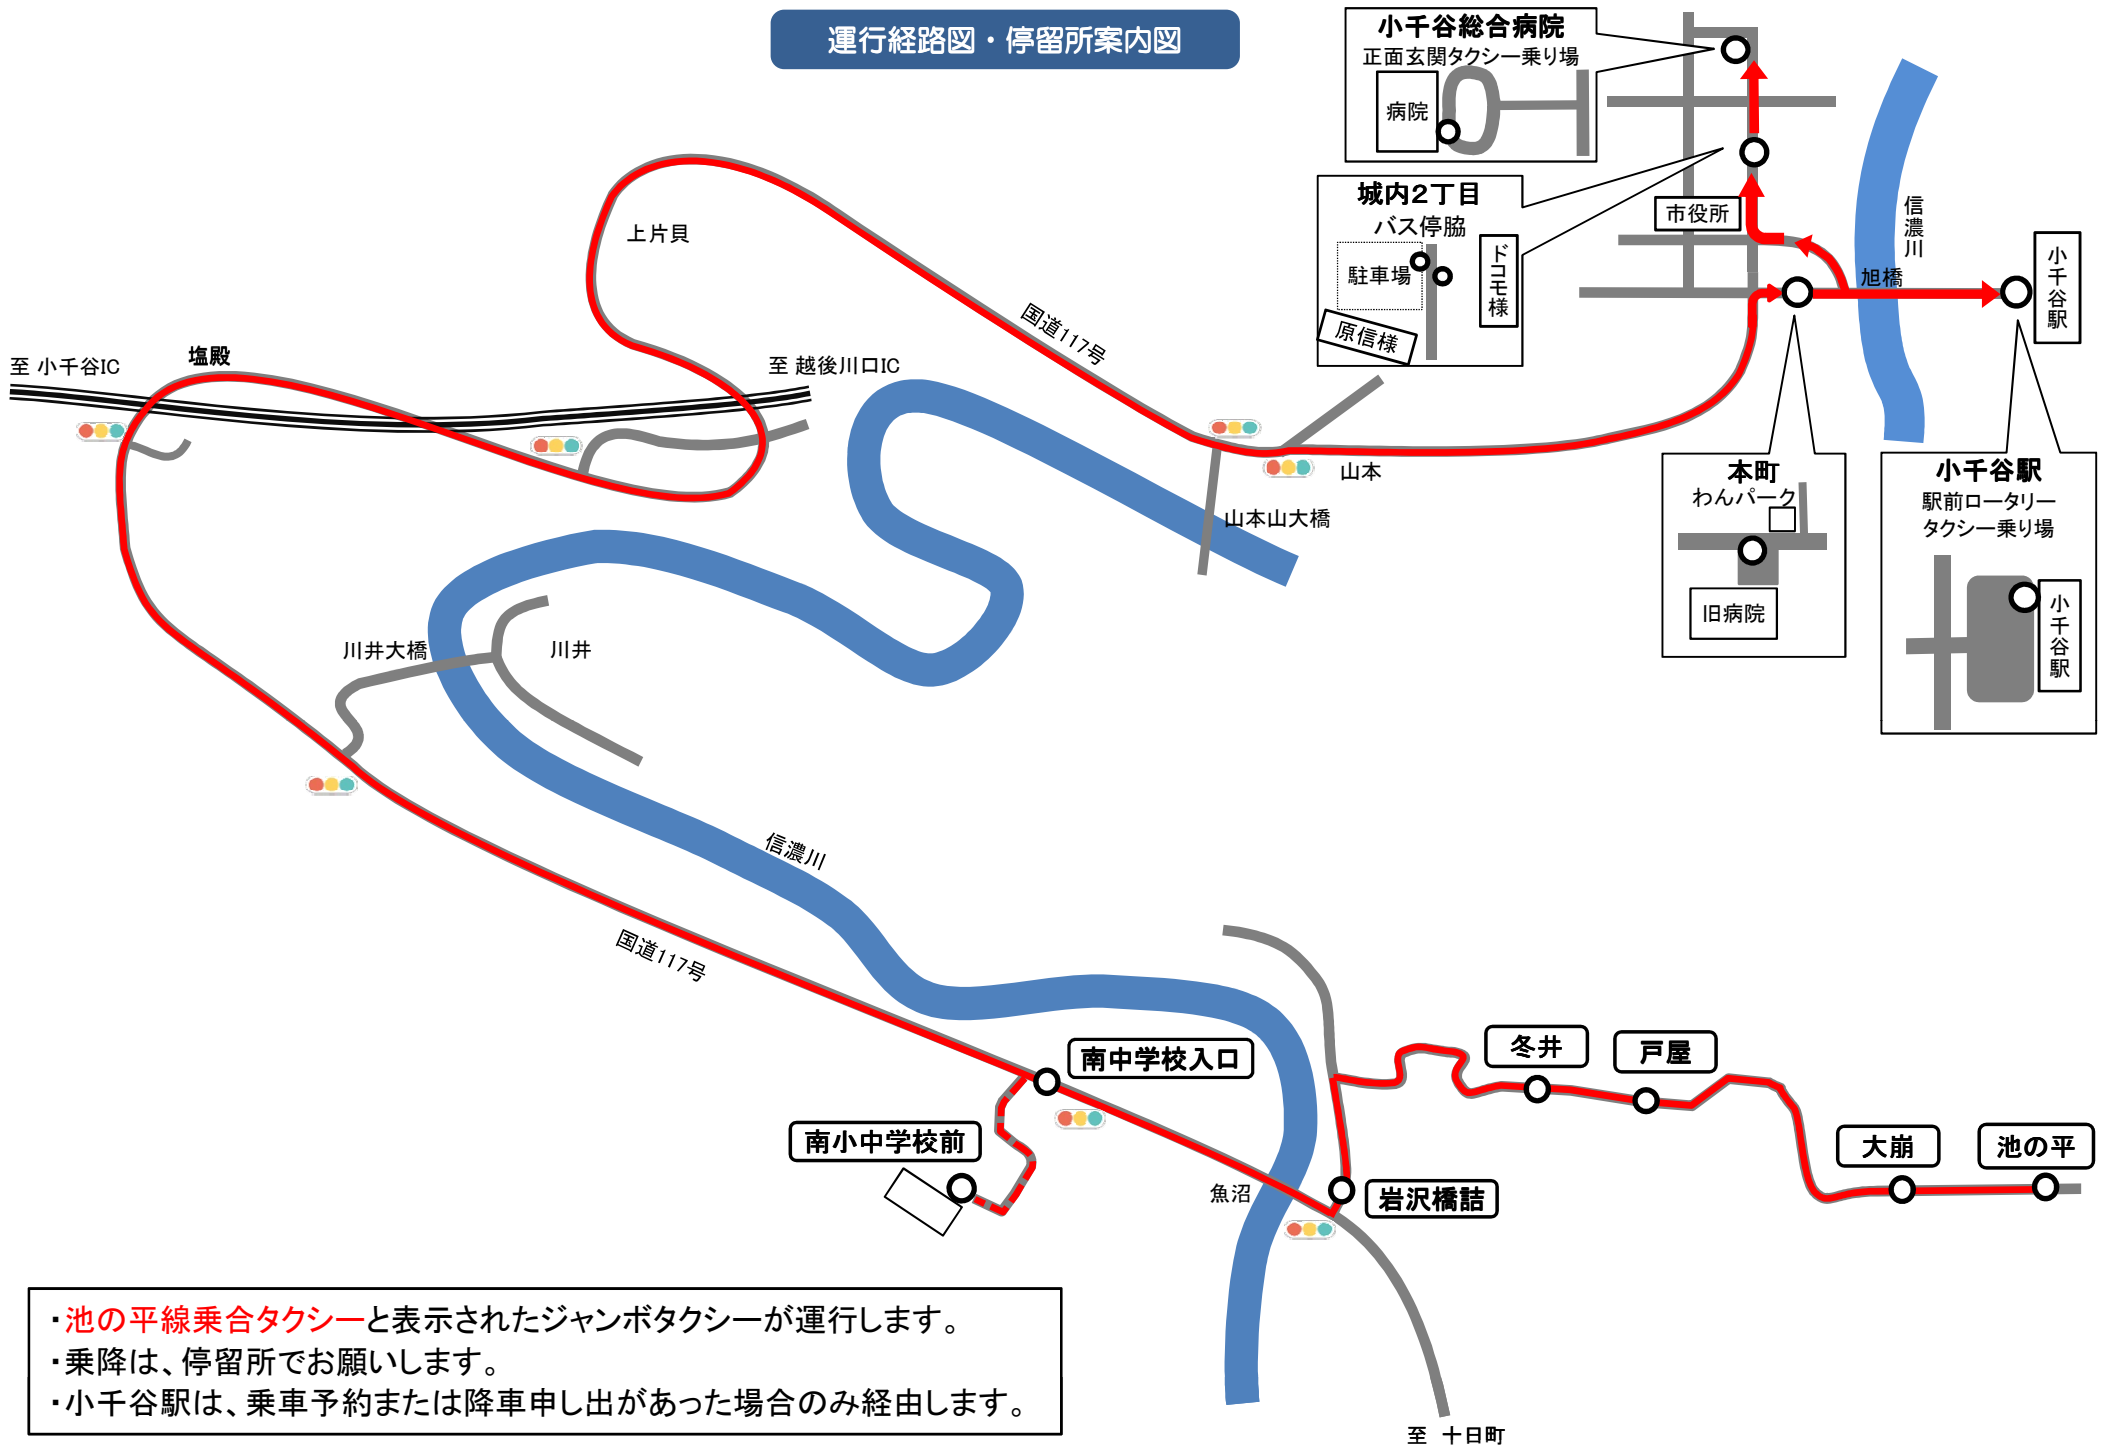 運行経路図・停留所案内図
小千谷総合病院
正面玄関タクシー乗り場
病院
城内2丁目
バス停脇
駐車場
ドコモ様
原信様
市役所
信濃川
旭橋
小千谷駅
上片貝
国道117号
至 小千谷IC
塩殿
至 越後川口IC
山本
山本山大橋
本町
わんパーク
旧病院
小千谷駅
駅前ロータリー
タクシー乗り場
小千谷駅
川井大橋
川井
信濃川
国道117号
南中学校入口
冬井
戸屋
南小中学校前
大崩
池の平
魚沼
岩沢橋詰
・池の平線乗合タクシーと表示されたジャンボタクシーが運行します。
・乗降は、停留所でお願いします。
・小千谷駅は、乗車予約または降車申し出があった場合のみ経由します。
至 十日町